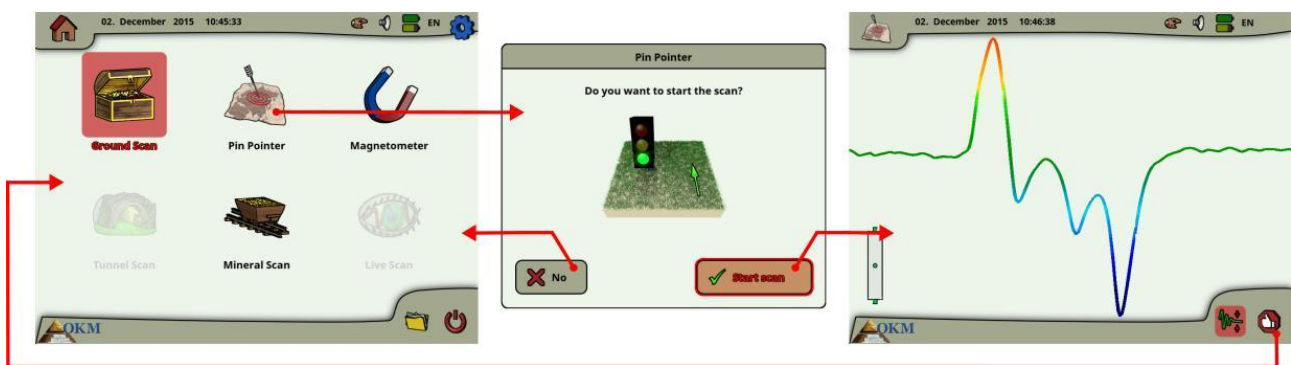 02. December 2015 10:45:33
EN
Ground Scan
Pin Pointer
Magnetometer
Tunnel Scan
Mineral Scan
Live Scan
OKM
Pin Pointer
Do you want to start the scan?
No
Start scan
02. December 2015 10:46:38
EN
OKM